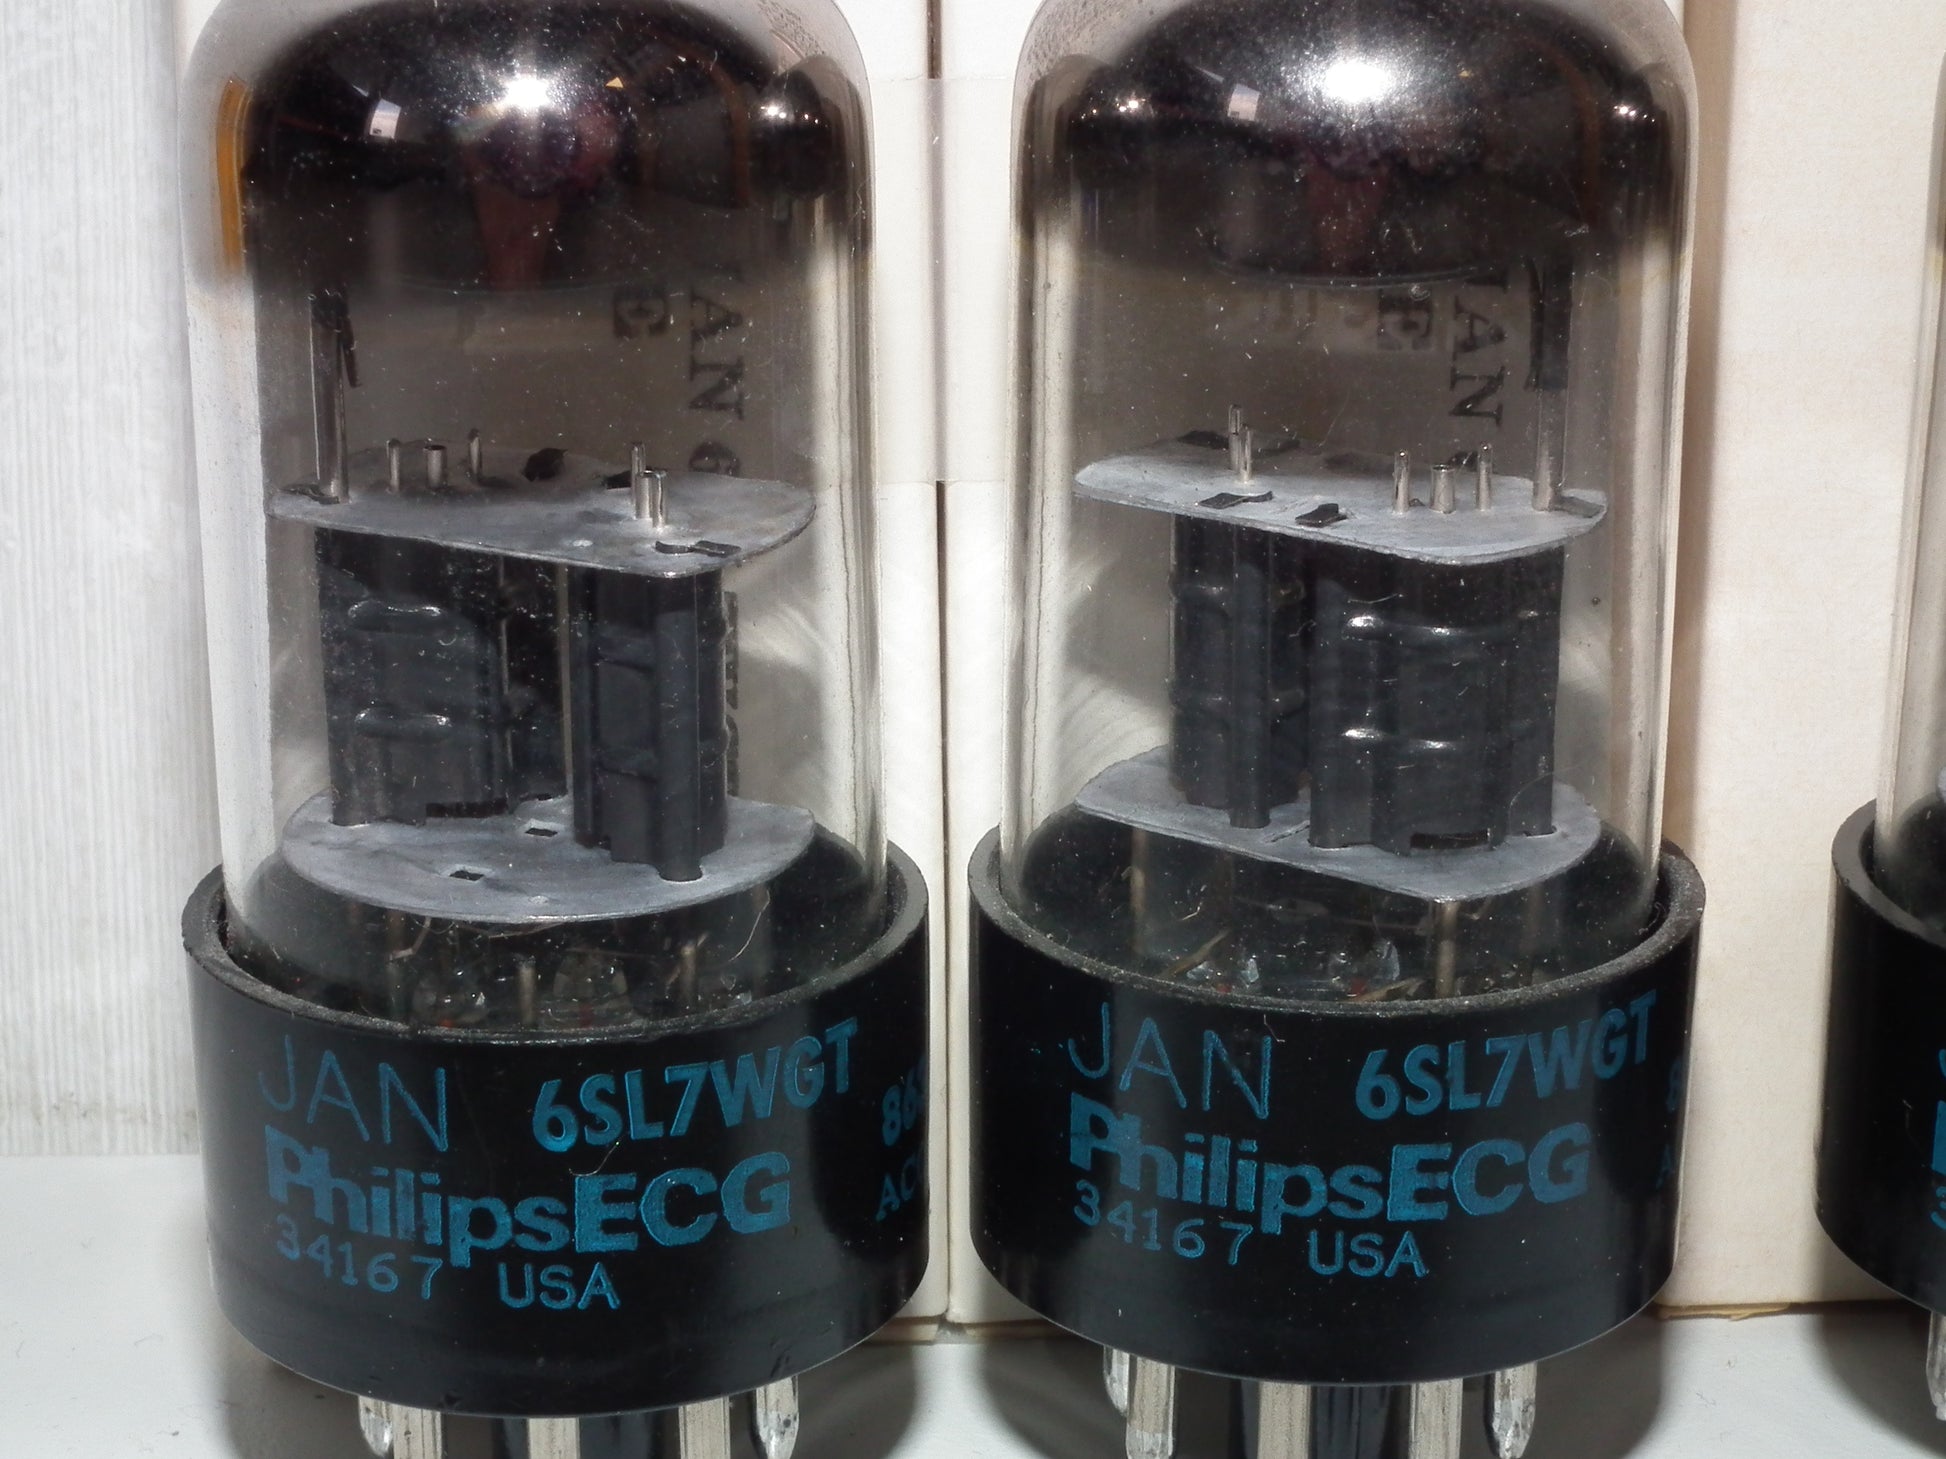 JAN 6SL7WGT
PhilipsECG
34167 USA
JAN 6SL7WGT
PhilipsECG
34167 USA